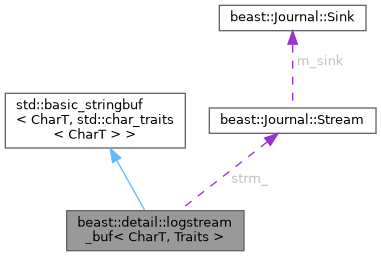 beast::Journal::Sink
m_sink
std::basic_stringbuf
< CharT, std::char_traits
< CharT > >
beast::Journal::Stream
strm_
beast::detail::logstream
_buf< CharT, Traits >